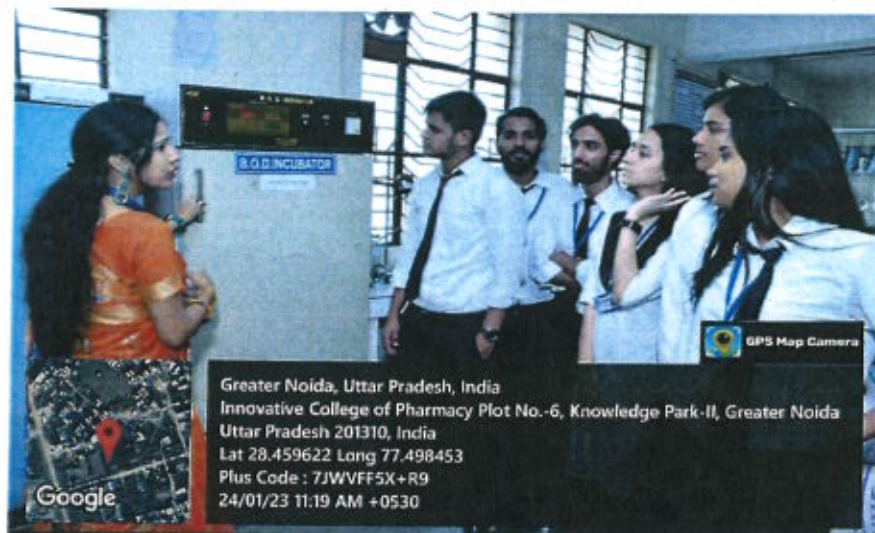 B.O.D. INCUBATOR
B.O.D.INCUBATOR
GPS Map Camera
Greater Noida, Uttar Pradesh, India
Innovative College of Pharmacy Plot No.-6, Knowledge Park-II, Greater Noida
Uttar Pradesh 201310, India
Lat 28.459622 Long 77.498453
Plus Code : 7JWVFF5X+R9
24/01/23 11:19 AM +0530
Google